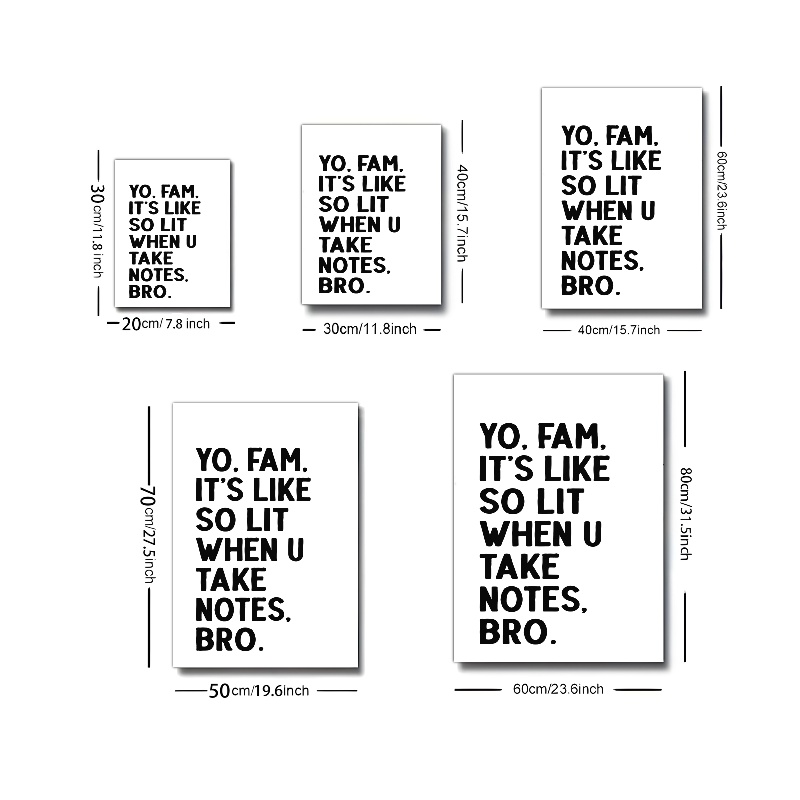 YO, FAM,
IT'S LIKE
SO LIT
WHEN U
TAKE
NOTES,
BRO.
30cm/11.8 inch
20cm/7.8 inch
YO, FAM,
IT'S LIKE
SO LIT
WHEN U
TAKE
NOTES,
BRO.
40cm/15.7inch
30cm/11.8inch
YO, FAM,
IT'S LIKE
SO LIT
WHEN U
TAKE
NOTES,
BRO.
60cm/23.6inch
40cm/15.7inch
YO, FAM,
IT'S LIKE
SO LIT
WHEN U
TAKE
NOTES,
BRO.
70cm/27.5inch
50cm/19.6inch
YO, FAM,
IT'S LIKE
SO LIT
WHEN U
TAKE
NOTES,
BRO.
80cm/31.5inch
60cm/23.6inch